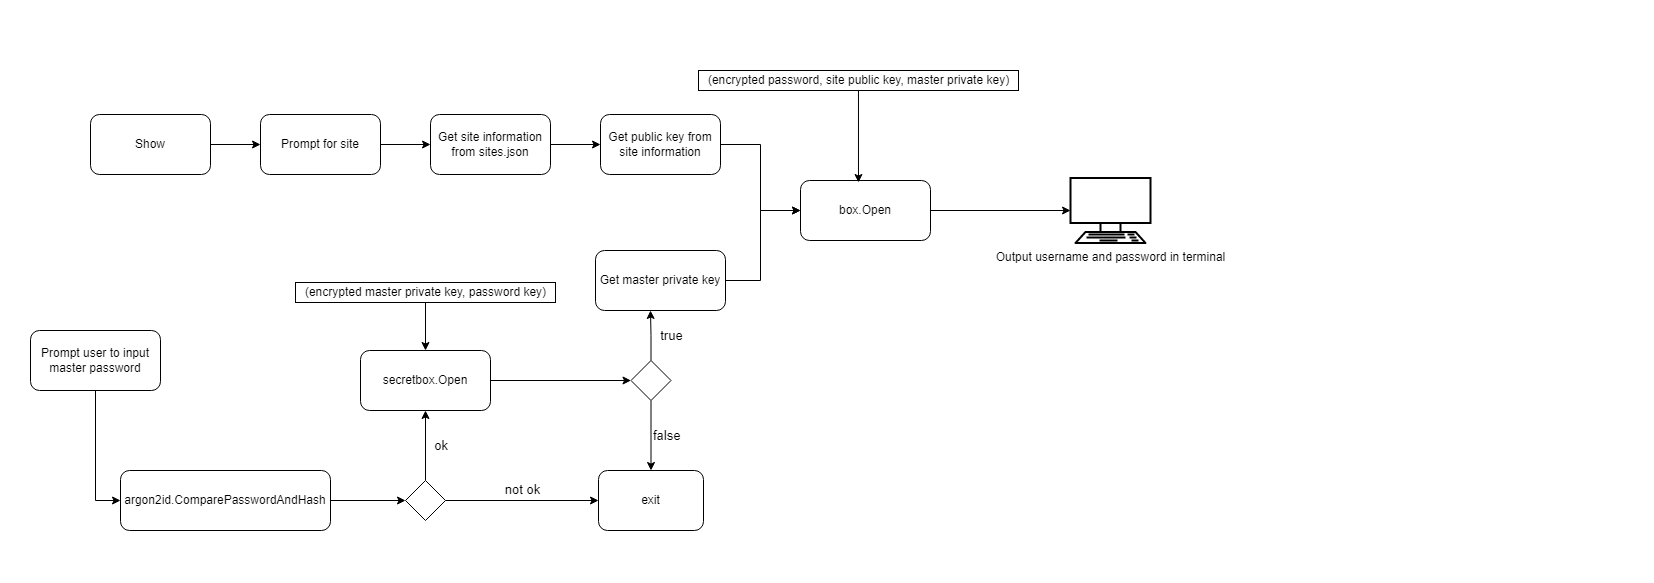 (encrypted password, site public key, master private key)
Show
Prompt for site
Get site information
from sites.json
Get public key from
site information
box.Open
Output username and password in terminal
Get master private key
(encrypted master private key, password key)
true
Prompt user to input
master password
secretbox.Open
false
ok
argon2id.ComparePasswordAndHash
not ok
exit